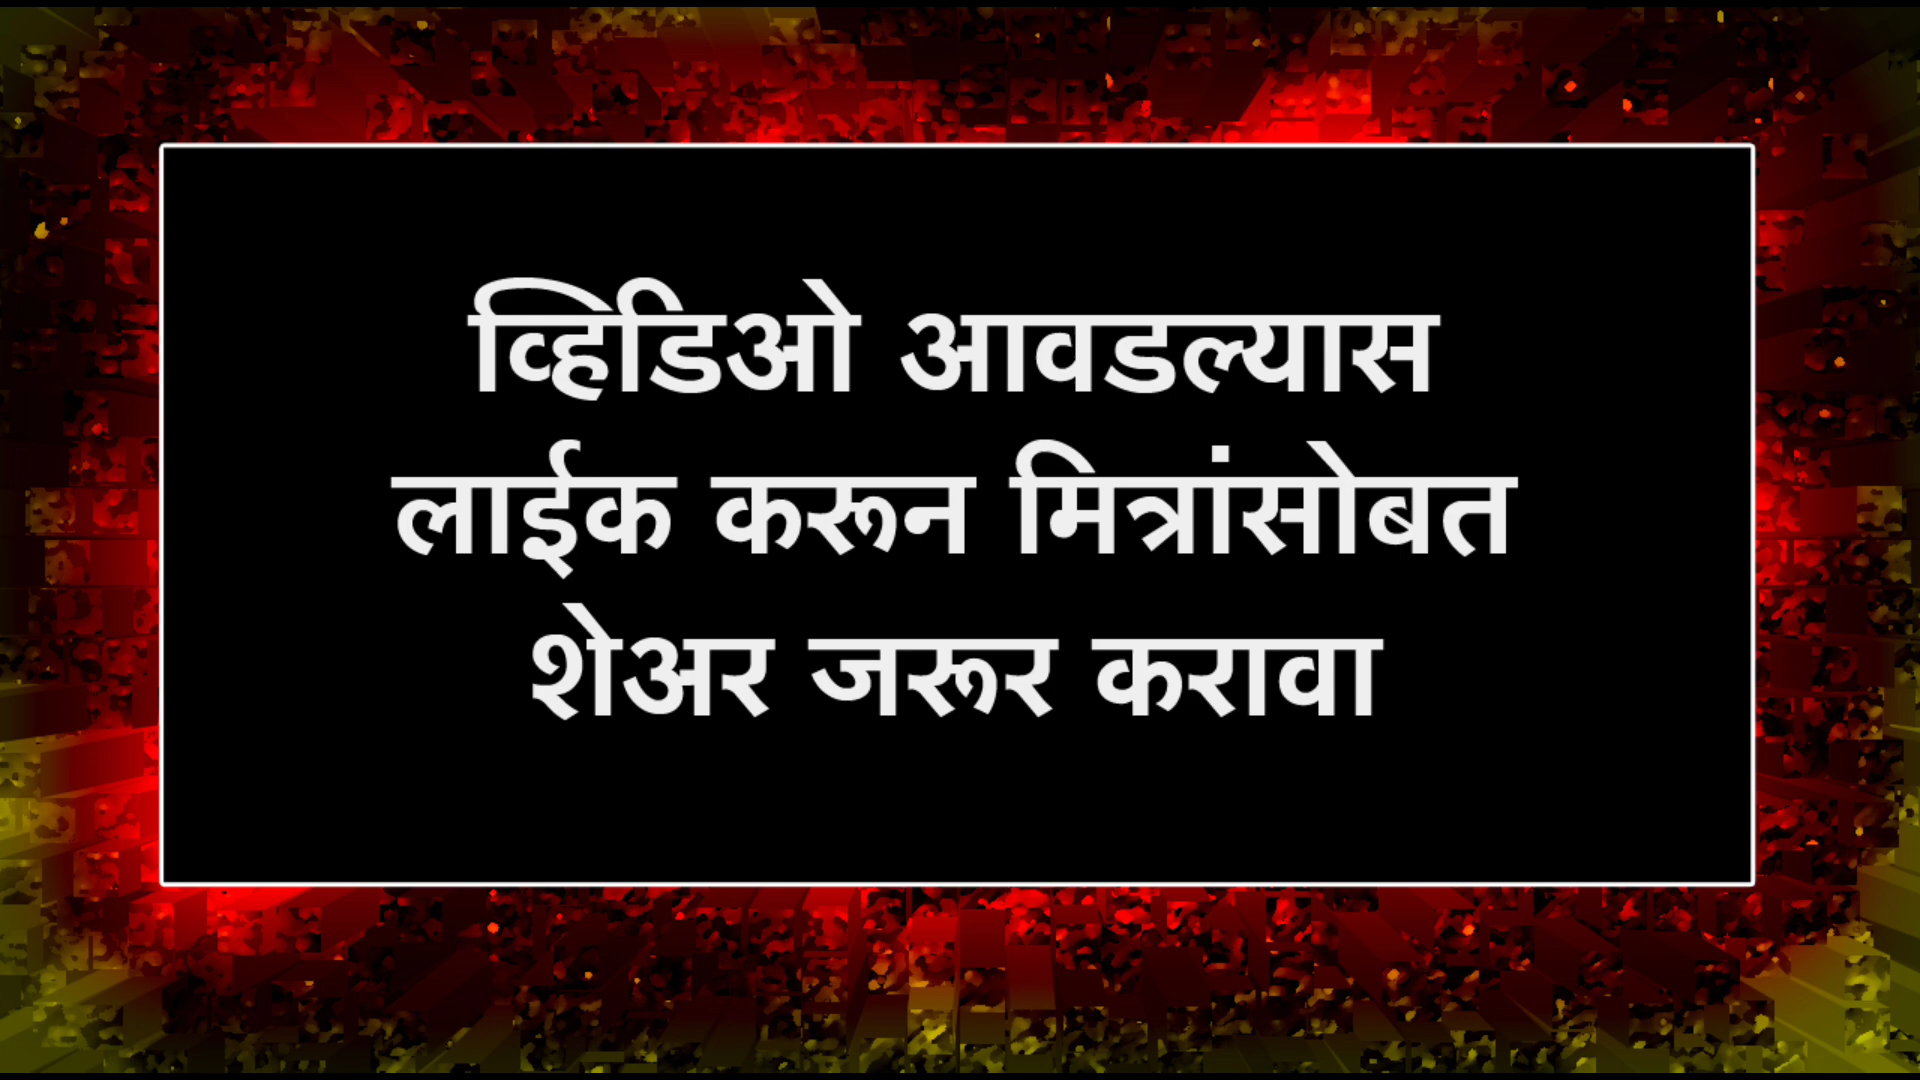 व्हिडिओ आवडल्यास
लाईक करून मित्रांसोबत
शेअर जरूर करावा